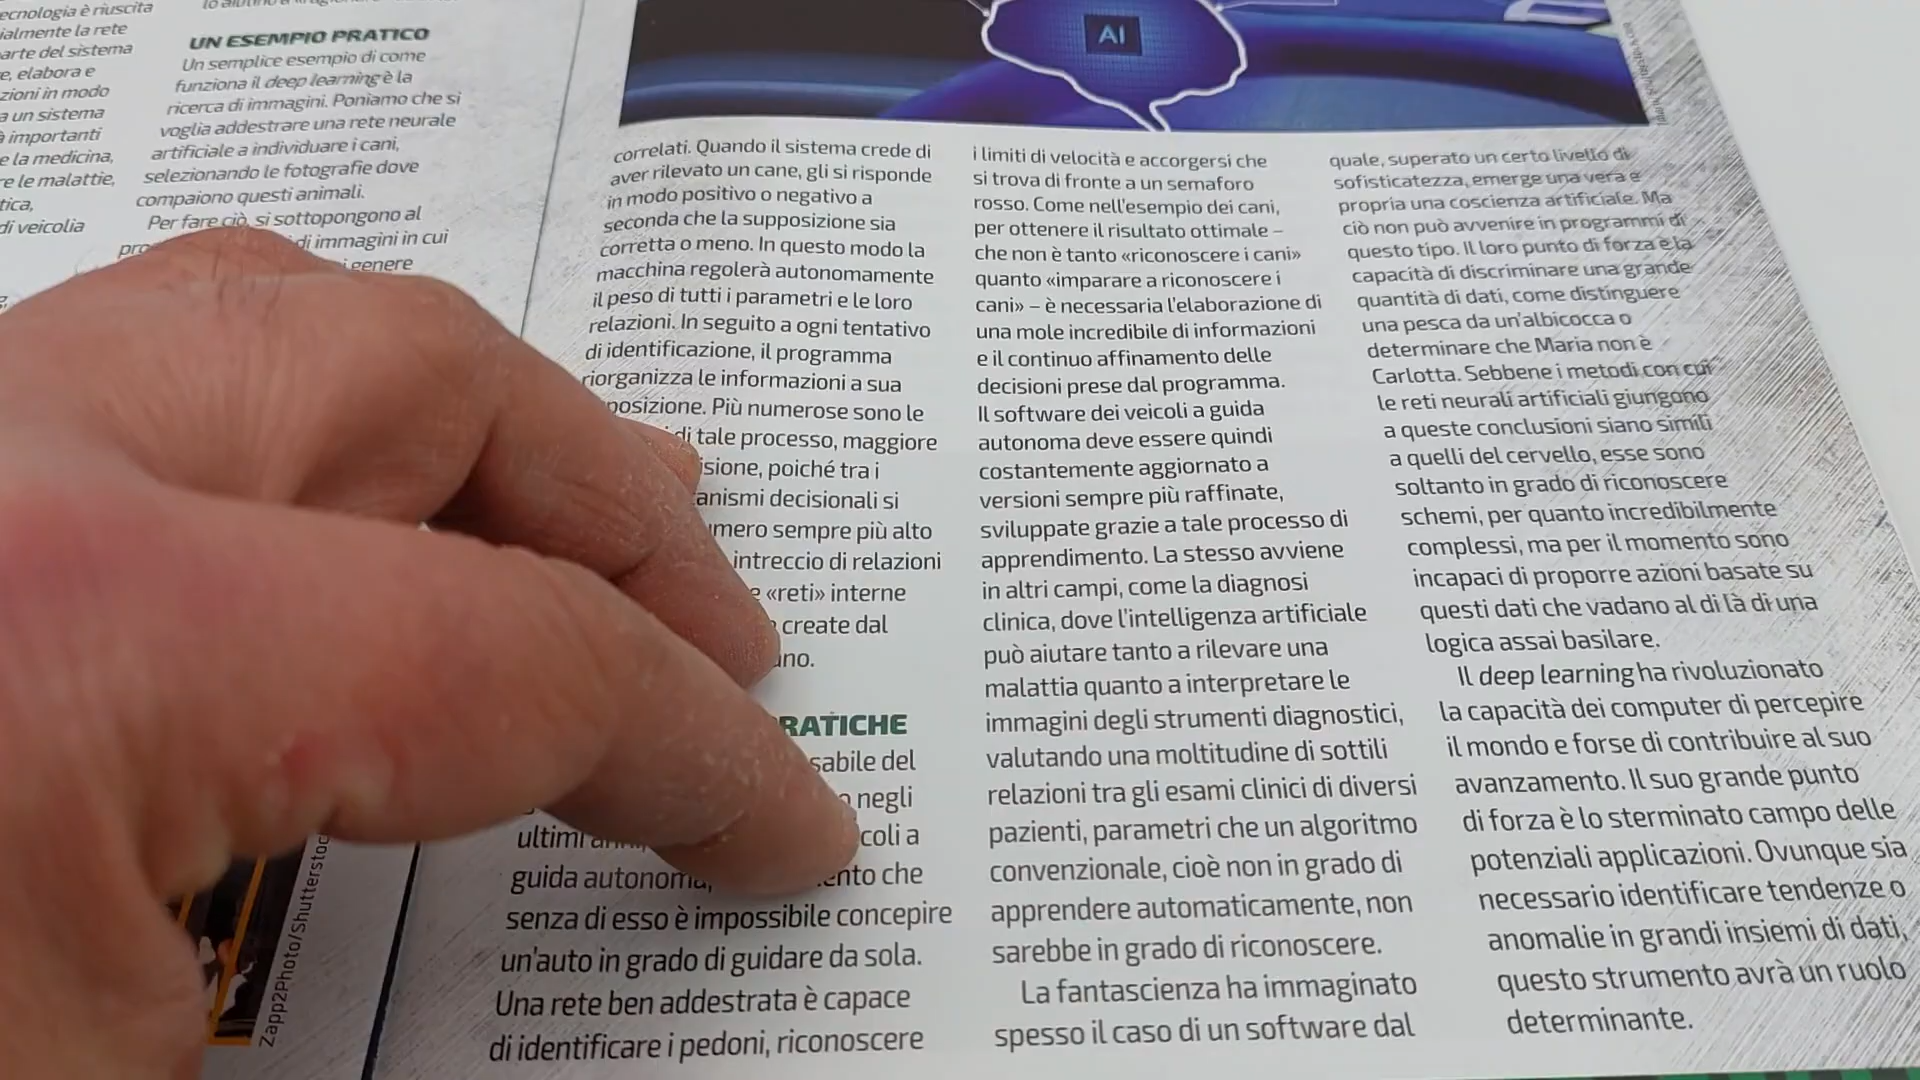 ecnologia è riuscita
ialmente la rete
arte del sistema
e, elabora e
zioni in modo
a un sistema
à importanti
e la medicina,
re le malattie,
tica,
di veicolia
UN ESEMPIO PRATICO
Un semplice esempio di come
funziona il deep learning è la
ricerca di immagini. Poniamo che si
voglia addestrare una rete neurale
artificiale a individuare i cani,
selezionando le fotografie dove
compaiono questi animali.
Per fare ciò, si sottopongono al
di immagini in cui
genere
Zapp2Photo/Shutterstoc
AI
correlati. Quando il sistema crede di
aver rilevato un cane, gli si risponde
in modo positivo o negativo a
seconda che la supposizione sia
corretta o meno. In questo modo la
macchina regolerà autonomamente
il peso di tutti i parametri e le loro
relazioni. In seguito a ogni tentativo
di identificazione, il programma
riorganizza le informazioni a sua
posizione. Più numerose sono le
di tale processo, maggiore
isione, poiché tra i
anismi decisionali si
mero sempre più alto
intreccio di relazioni
e «reti» interne
create dal
ano.
RATICHE
sabile del
negli
ultimi coli a
guida autonoma, ento che
senza di esso è impossibile concepire
un'auto in grado di guidare da sola.
Una rete ben addestrata è capace
di identificare i pedoni, riconoscere
i limiti di velocità e accorgersi che
si trova di fronte a un semaforo
rosso. Come nell'esempio dei cani,
per ottenere il risultato ottimale –
che non è tanto «riconoscere i cani»
quanto «imparare a riconoscere i
cani» – è necessaria l'elaborazione di
una mole incredibile di informazioni
e il continuo affinamento delle
decisioni prese dal programma.
Il software dei veicoli a guida
autonoma deve essere quindi
costantemente aggiornato a
versioni sempre più raffinate,
sviluppate grazie a tale processo di
apprendimento. La stesso avviene
in altri campi, come la diagnosi
clinica, dove l'intelligenza artificiale
può aiutare tanto a rilevare una
malattia quanto a interpretare le
immagini degli strumenti diagnostici,
valutando una moltitudine di sottili
relazioni tra gli esami clinici di diversi
pazienti, parametri che un algoritmo
convenzionale, cioè non in grado di
apprendere automaticamente, non
sarebbe in grado di riconoscere.
La fantascienza ha immaginato
spesso il caso di un software dal
quale, superato un certo livello di
sofisticatezza, emerge una vera e
propria una coscienza artificiale. Ma
ciò non può avvenire in programmi di
questo tipo. Il loro punto di forza è la
capacità di discriminare una grande
quantità di dati, come distinguere
una pesca da un'albicocca o
determinare che Maria non è
Carlotta. Sebbene i metodi con cui
le reti neurali artificiali giungono
a queste conclusioni siano simili
a quelli del cervello, esse sono
soltanto in grado di riconoscere
schemi, per quanto incredibilmente
complessi, ma per il momento sono
incapaci di proporre azioni basate su
questi dati che vadano al di là di una
logica assai basilare.
Il deep learning ha rivoluzionato
la capacità dei computer di percepire
il mondo e forse di contribuire al suo
avanzamento. Il suo grande punto
di forza è lo sterminato campo delle
potenziali applicazioni. Ovunque sia
necessario identificare tendenze o
anomalie in grandi insiemi di dati,
questo strumento avrà un ruolo
determinante.